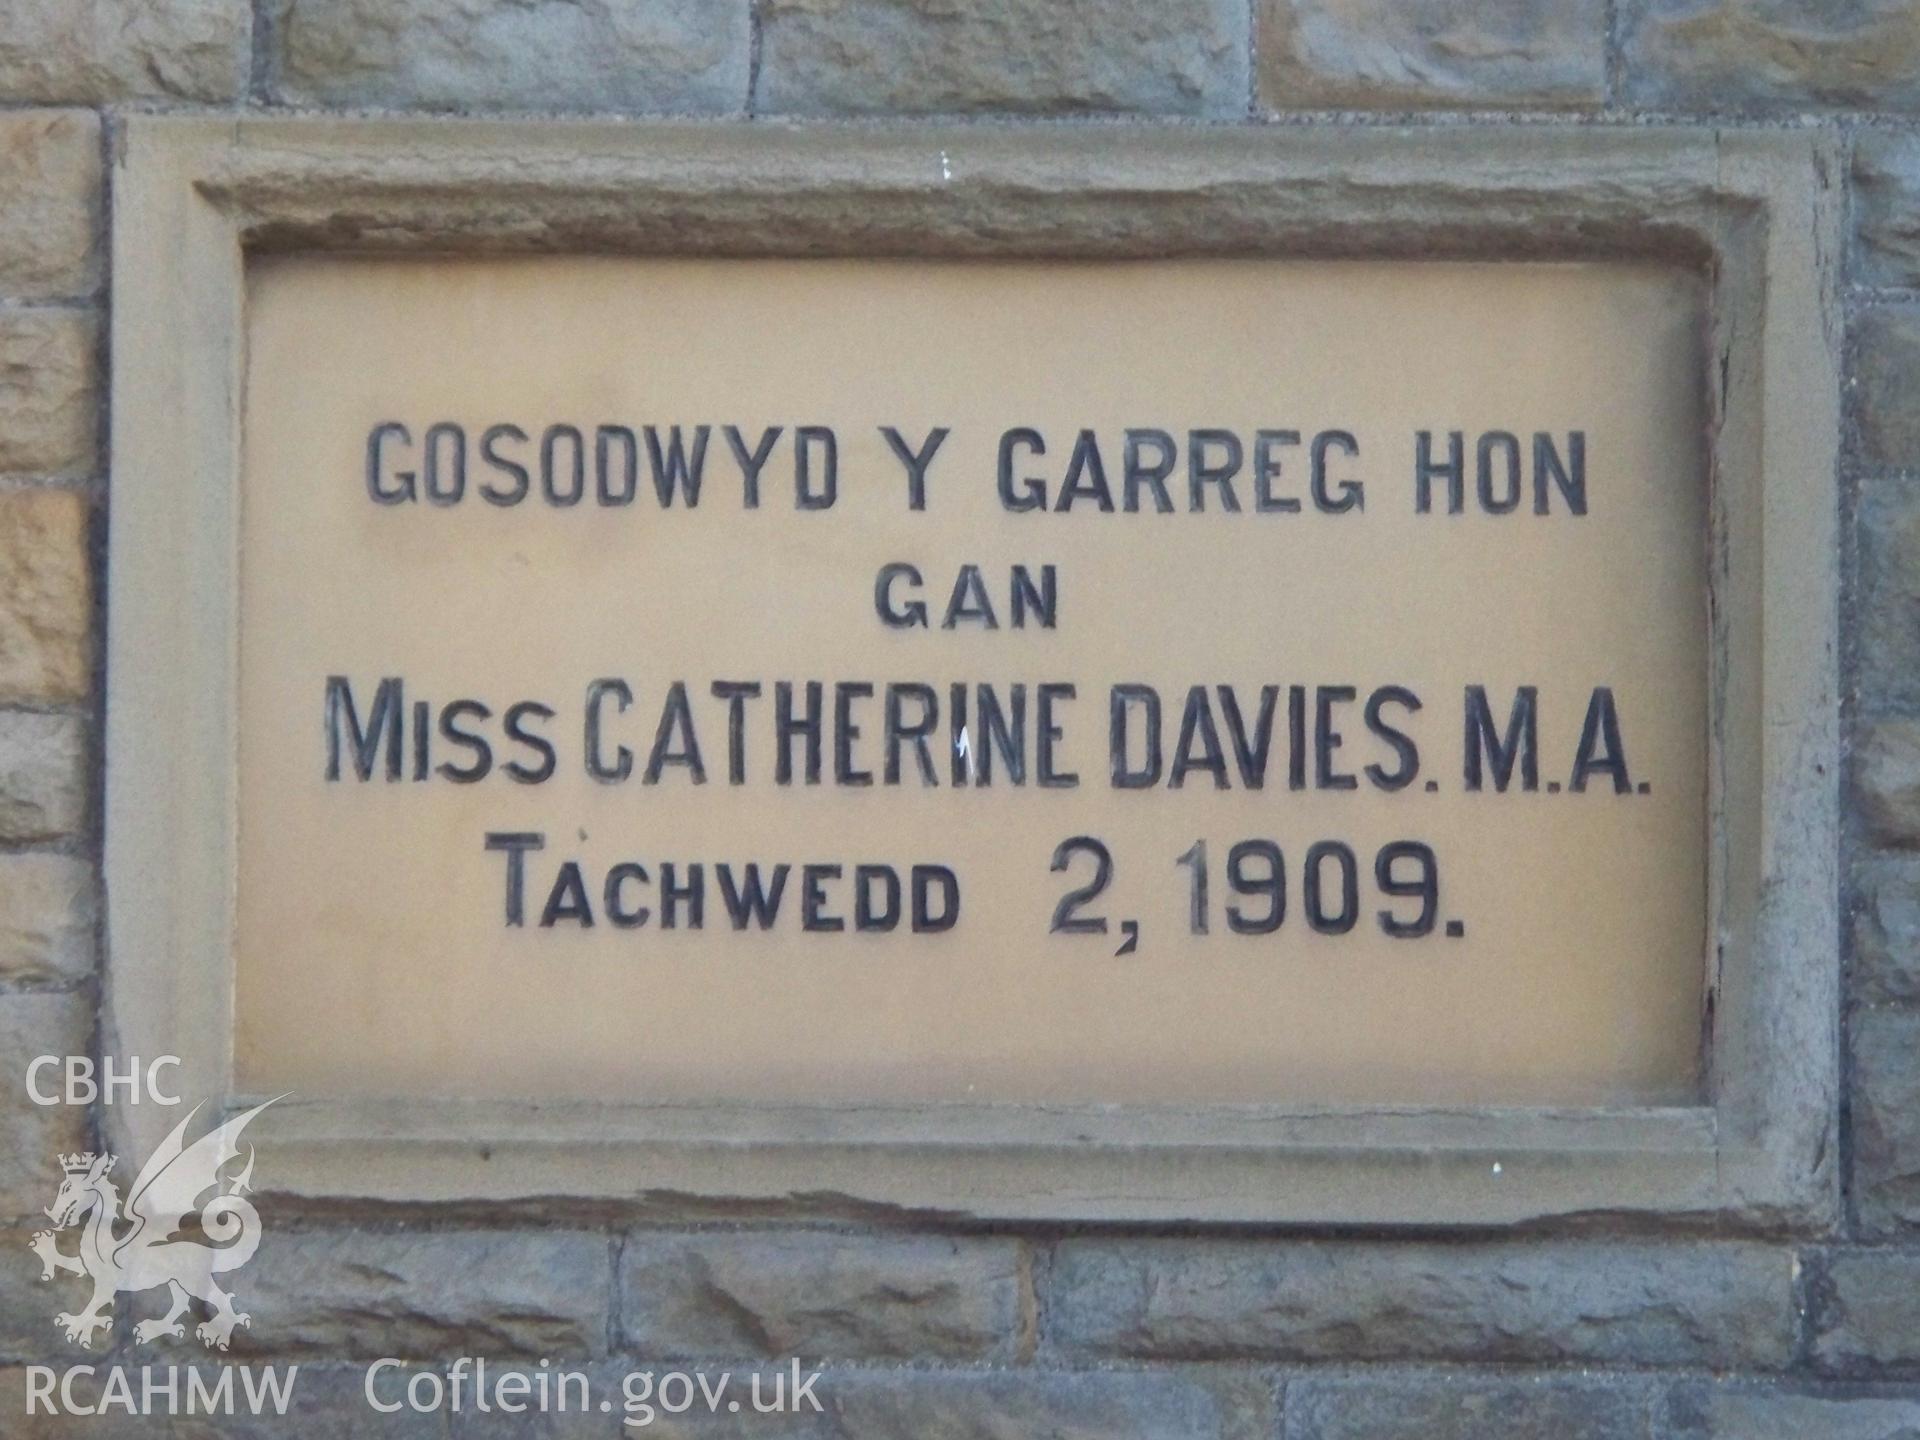 GOSODWYD Y GARREG HON
GAN
MISS CATHERINE DAVIES. M.A.
TACHWEDD 2, 1909.
CBHC
RCAHMW Coflein.gov.uk